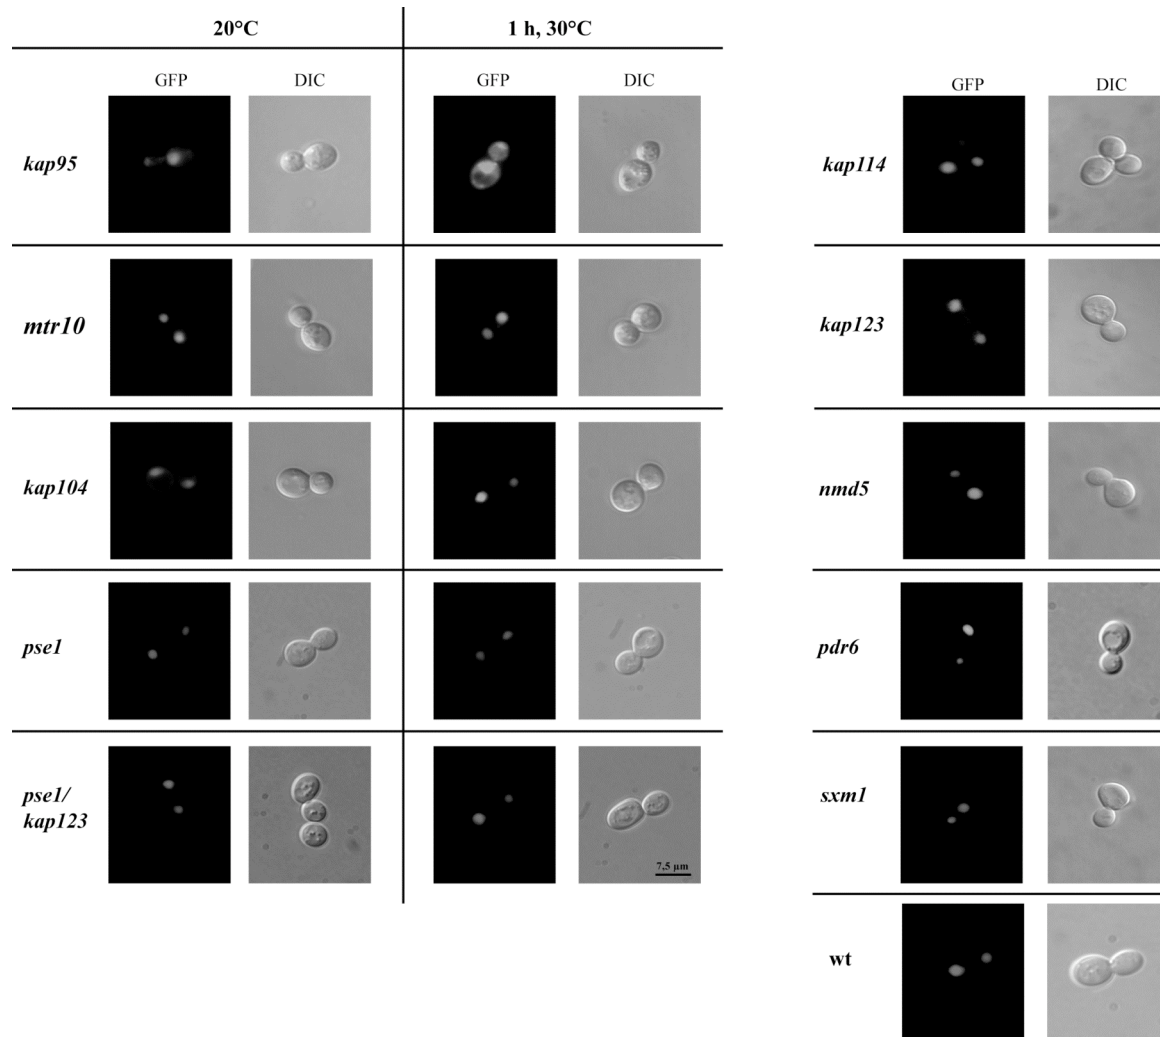 20°C
1 h, 30°C
GFP
DIC
GFP
DIC
GFP
DIC
kap95
kap114
mtr10
kap123
kap104
nmd5
pse1
pdr6
pse1/
kap123
sxm1
7,5 µm
wt